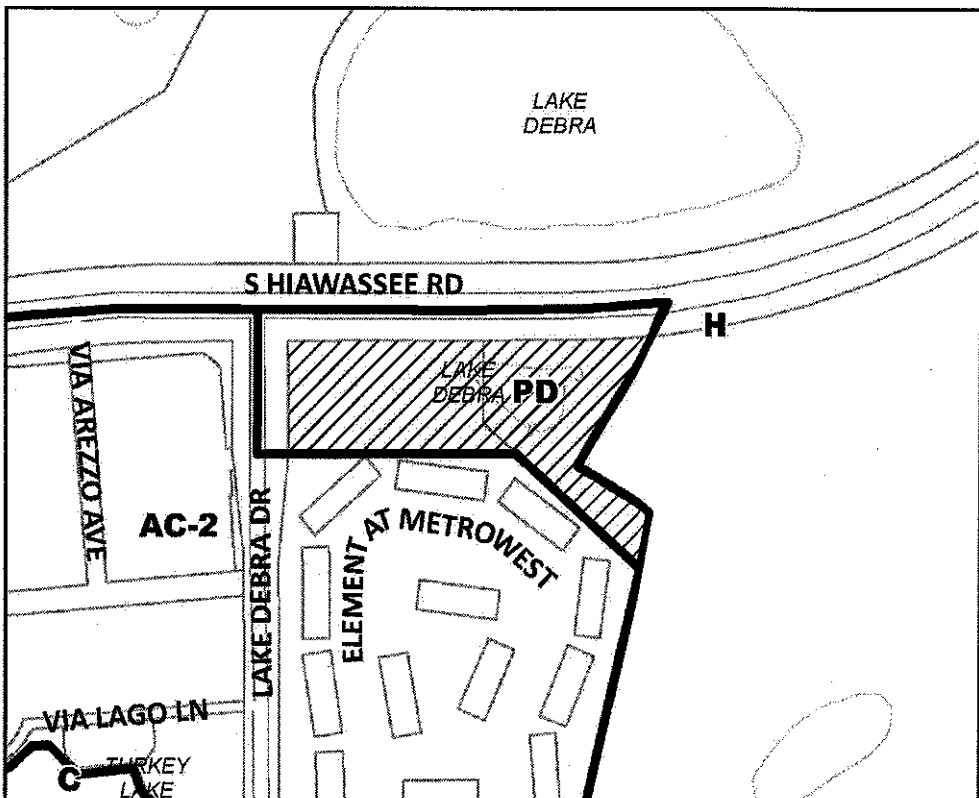 LAKE
DEBRA
S HIAWASSEE RD
H
VIA AREZZO AVE
LAKE
DEBRA
PD
AC-2
LAKE DEBRA DR
ELEMENT AT METROWEST
VIA LAGO LN
C
TURKEY
LAKE